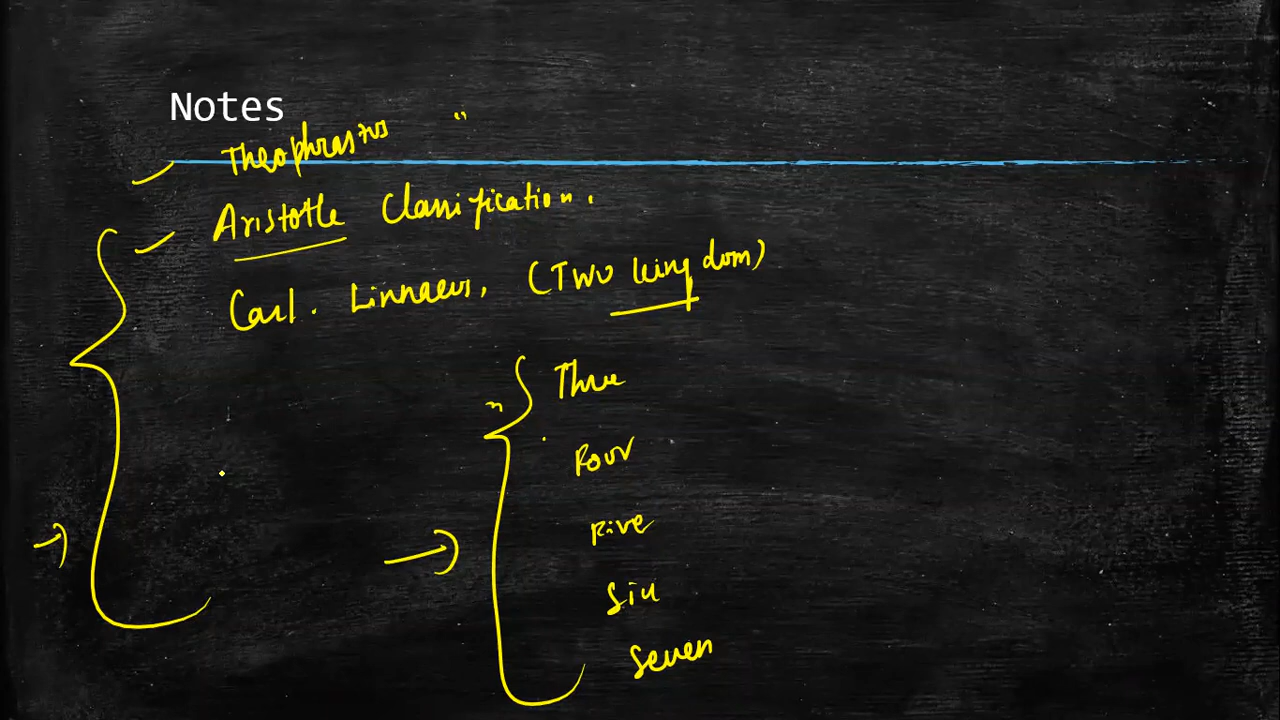 Notes
Theophrastus "
Aristotle Classification.
Carl. Linnaeus, (Two kingdom)
Three
Four
Five
Six
Seven